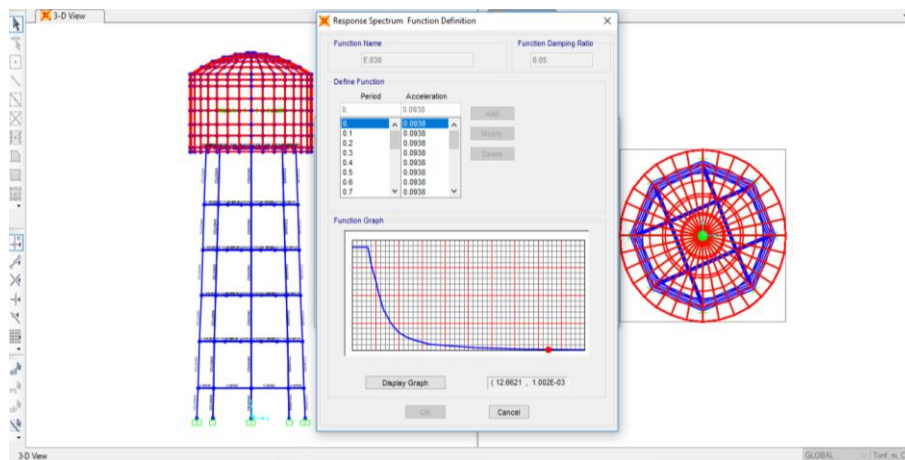 3-D View
Response Spectrum Function Definition
Function Name
Function Damping Ratio
E.030
0.05
Define Function
Period
Acceleration
0.
0.0938
Add
0
0.0938
0.1
0.0938
Modify
0.2
0.0938
0.3
0.0938
Delete
0.4
0.0938
0.5
0.0938
0.6
0.0938
0.7
0.0938
Function Graph
Display Graph
( 12.6621 , 1.002E-03
OK
Cancel
3-D View
GLOBAL
Tonf, m, C